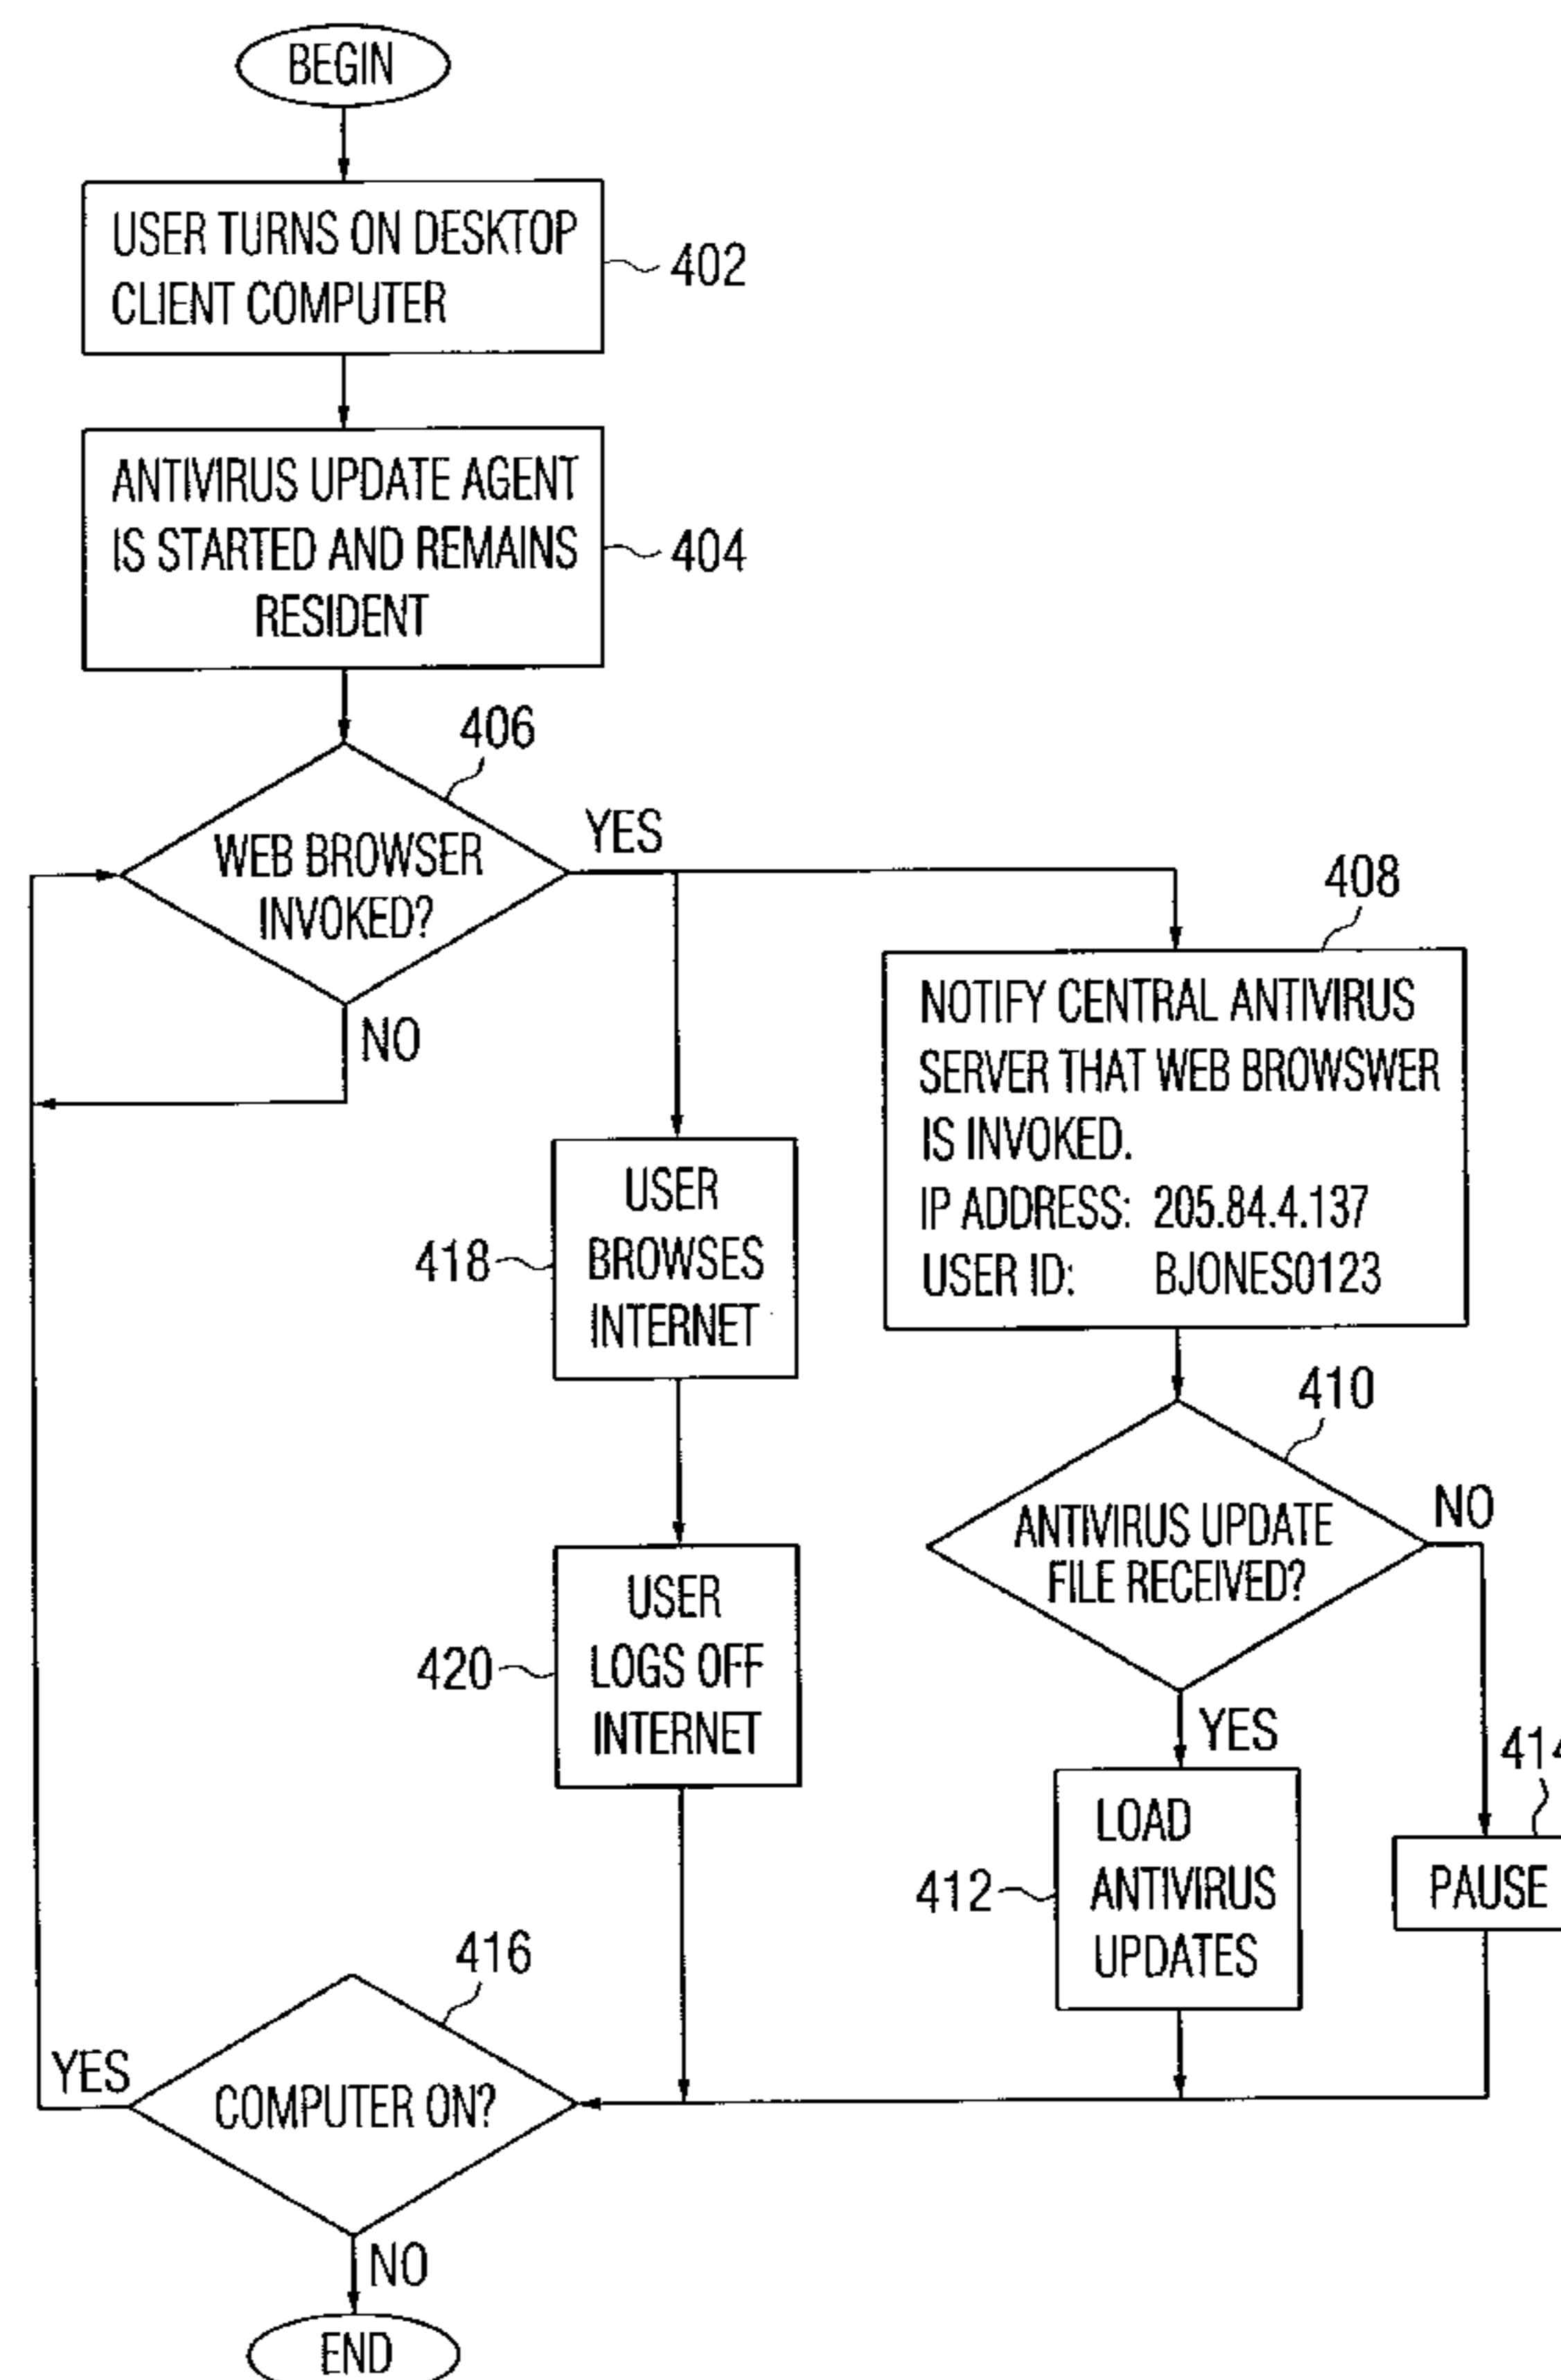 BEGIN
USER TURNS ON DESKTOP
CLIENT COMPUTER
402
ANTIVIRUS UPDATE AGENT
IS STARTED AND REMAINS
RESIDENT
404
406
WEB BROWSER
INVOKED?
YES
NO
408
NOTIFY CENTRAL ANTIVIRUS
SERVER THAT WEB BROWSWER
IS INVOKED.
IP ADDRESS: 205.84.4.137
USER ID: BJONES0123
418
USER
BROWSES
INTERNET
410
ANTIVIRUS UPDATE
FILE RECEIVED?
NO
YES
420
USER
LOGS OFF
INTERNET
414
PAUSE
412
LOAD
ANTIVIRUS
UPDATES
416
COMPUTER ON?
YES
NO
END